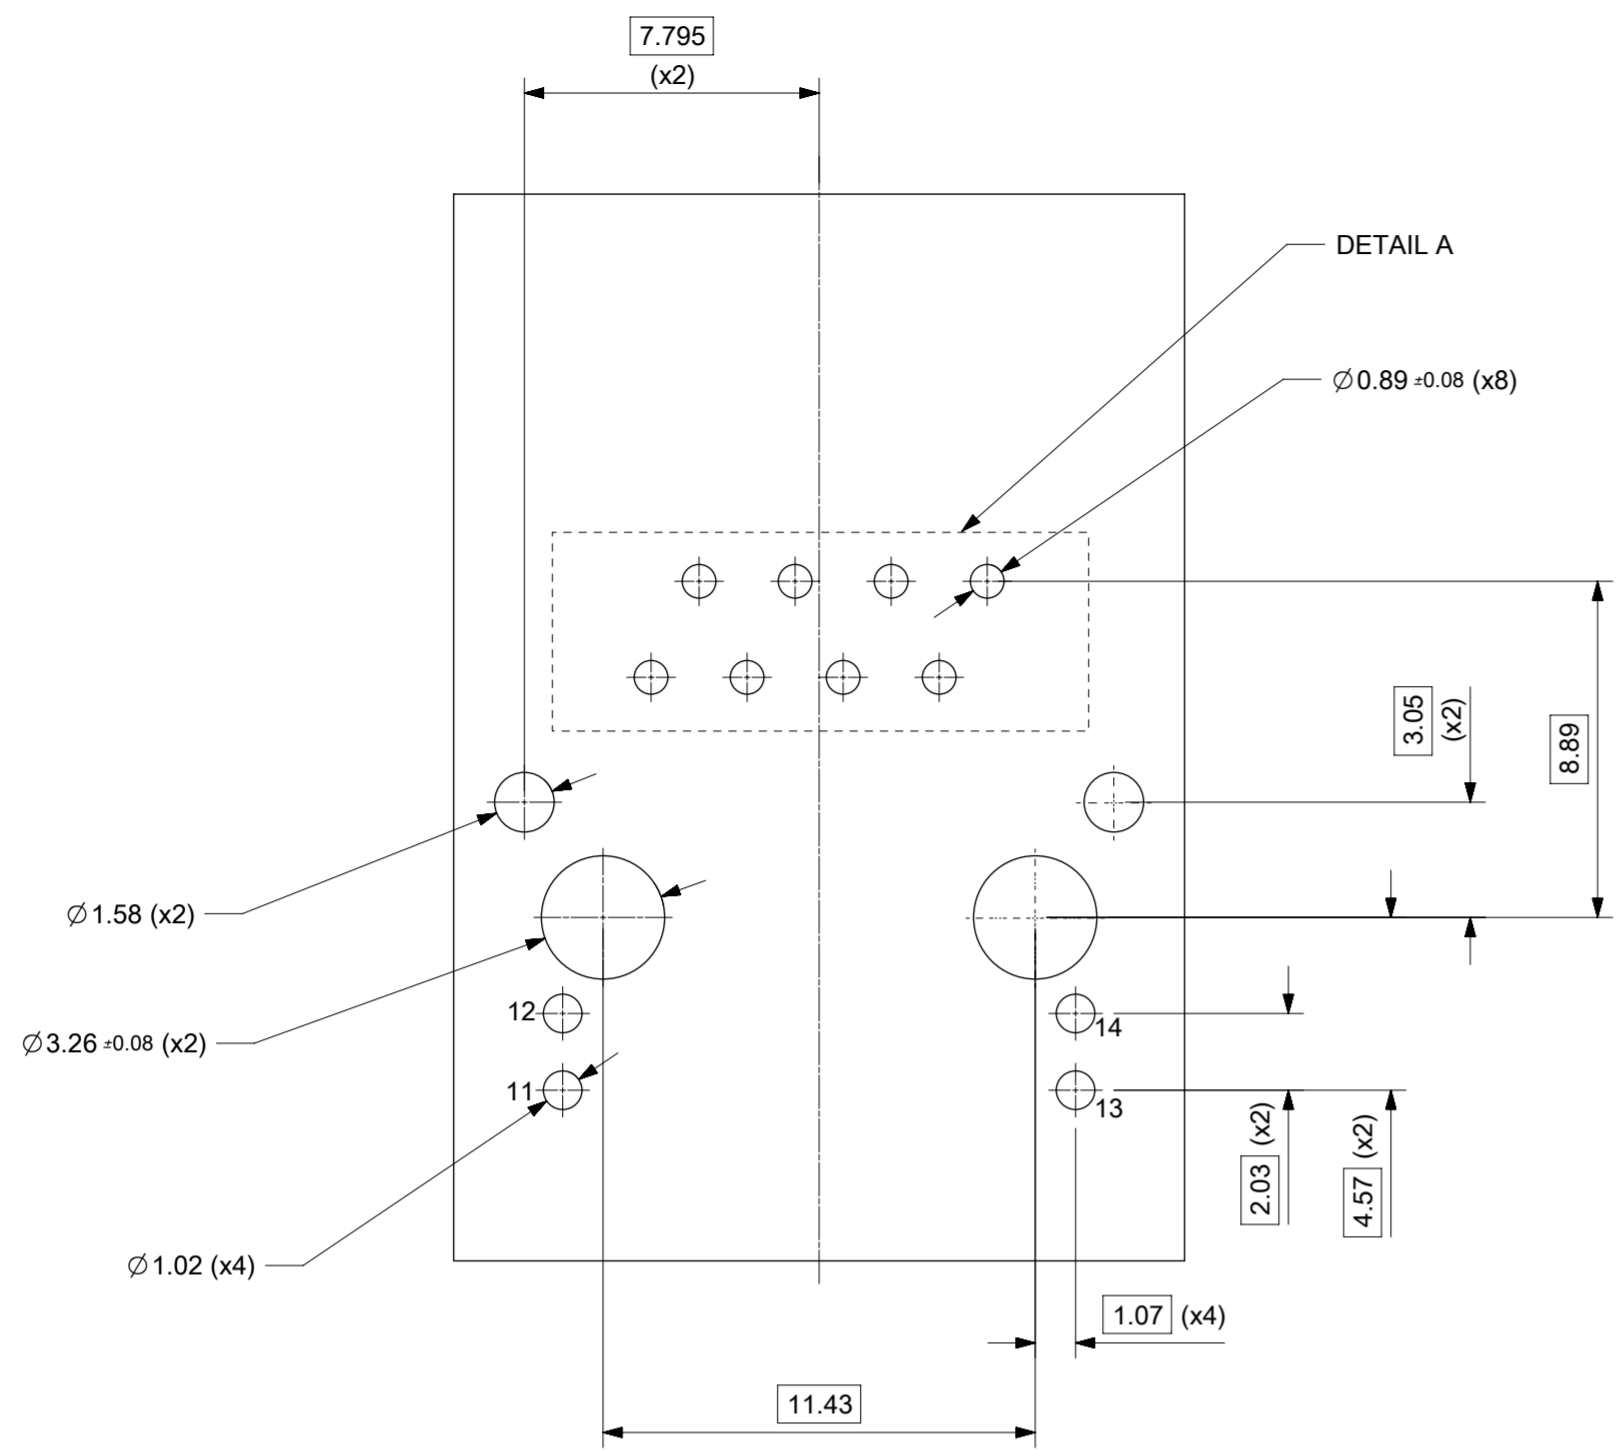 7.795
(x2)
DETAIL A
∅0.89 ±0.08 (x8)
3.05
(x2)
8.89
∅1.58 (x2)
∅3.26 ±0.08 (x2)
12
14
11
13
2.03 (x2)
4.57 (x2)
∅1.02 (x4)
1.07 (x4)
11.43